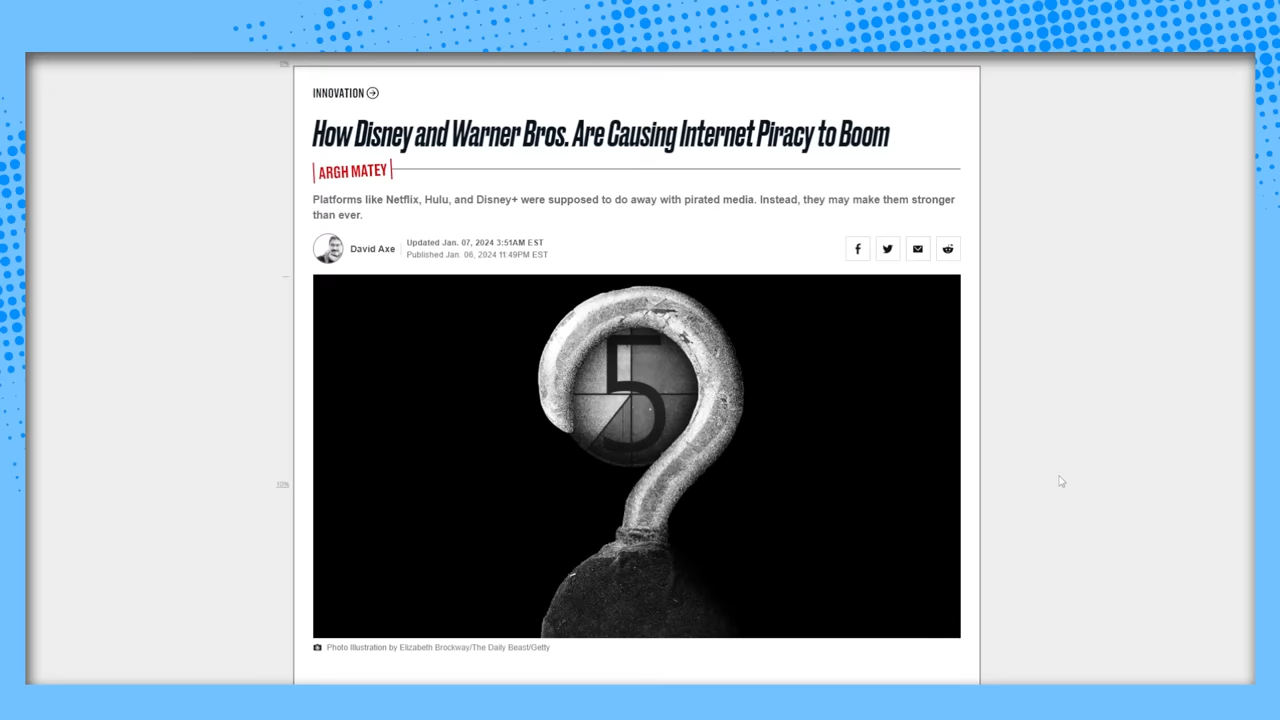 INNOVATION
How Disney and Warner Bros. Are Causing Internet Piracy to Boom
ARGH MATEY
Platforms like Netflix, Hulu, and Disney+ were supposed to do away with pirated media. Instead, they may make them stronger
than ever.
David Axe
Updated Jan. 07, 2024 3:51AM EST
Published Jan. 06, 2024 11:49PM EST
5
Photo Illustration by Elizabeth Brockway/The Daily Beast/Getty